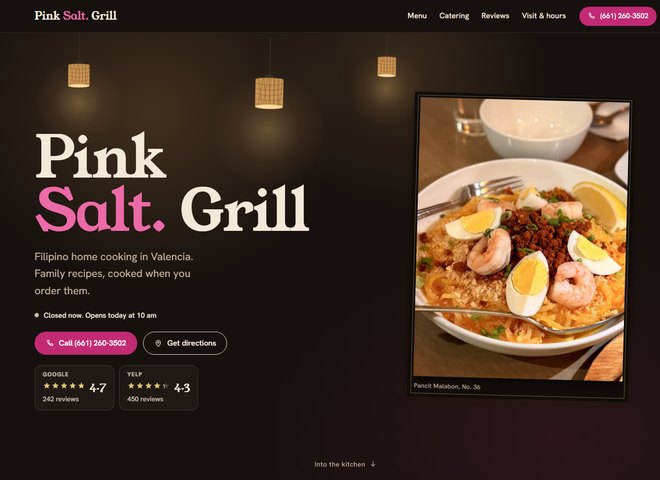 Pink Salt. Grill
Menu Catering Reviews Visit & hours (661) 260-3502
Pink
Salt. Grill
Filipino home cooking in Valencia.
Family recipes, cooked when you
order them.
Closed now. Opens today at 10 am
Call (661) 260-3502 Get directions
GOOGLE
4.7
242 reviews
YELP
4.3
450 reviews
Pancit Malabon, No. 36
Into the kitchen ↓